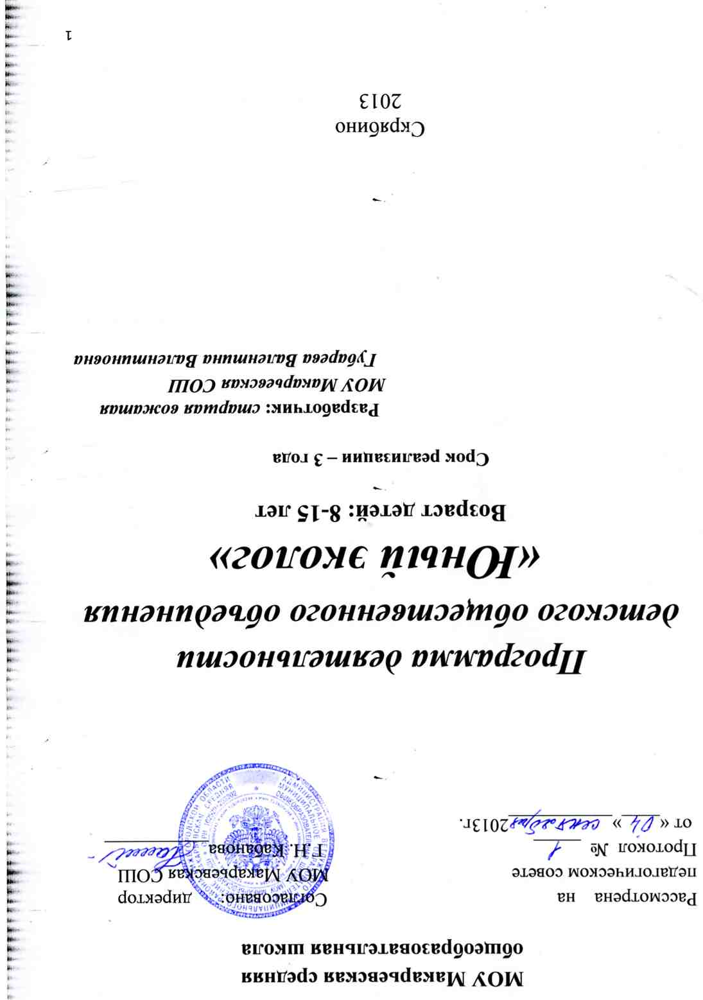 МОУ Макарьевская средняя
общеобразовательная школа
Рассмотрена на
педагогическом совете
Протокол № 1
от «04» сентября 2013г.
Согласовано: директор
МОУ Макарьевская СОШ
Г.Н. Кабанова
Программа деятельности
детского общественного объединения
«Юный эколог»
Возраст детей: 8-15 лет
Срок реализации – 3 года
Разработчик: старшая вожатая
МОУ Макарьевская СОШ
Губарева Валентина Валентиновна
Скрябино
2013
1